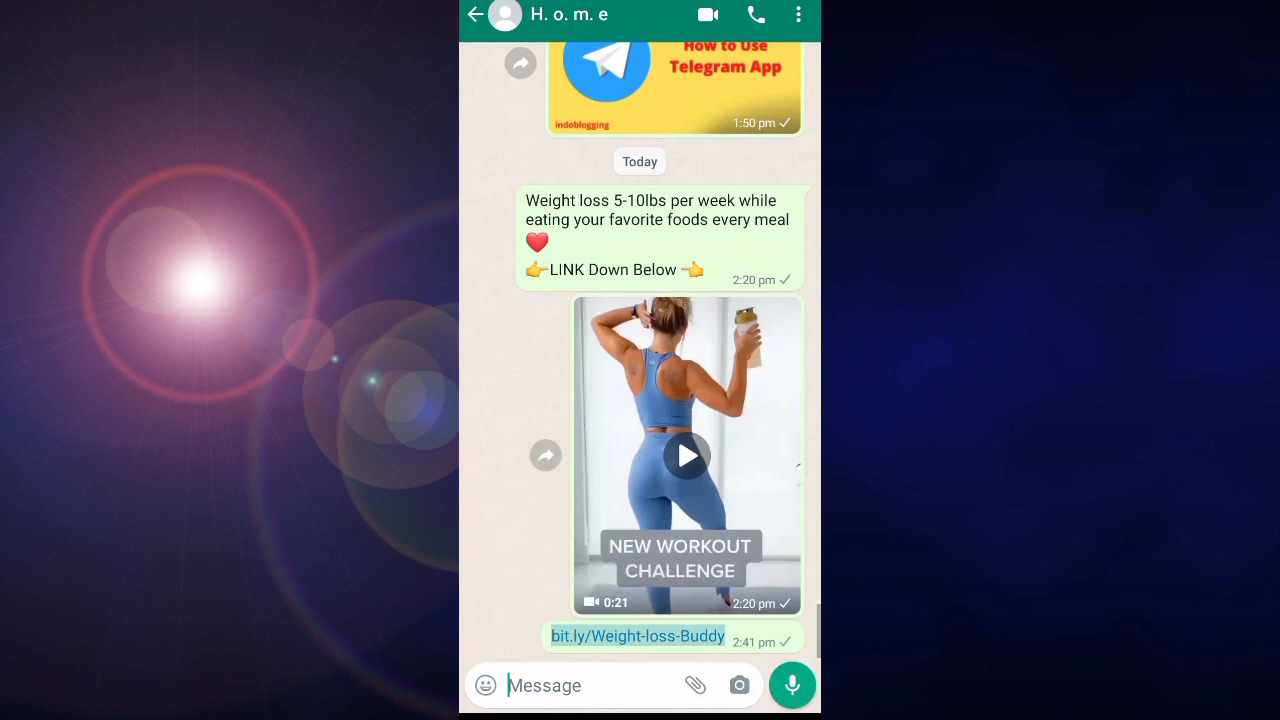 H. o. m. e
How to Use
Telegram App
indoblogging
1:50 pm
Today
Weight loss 5-10lbs per week while
eating your favorite foods every meal
❤️
👉LINK Down Below 👈
2:20 pm
NEW WORKOUT
CHALLENGE
0:21
2:20 pm
bit.ly/Weight-loss-Buddy
2:41 pm
Message